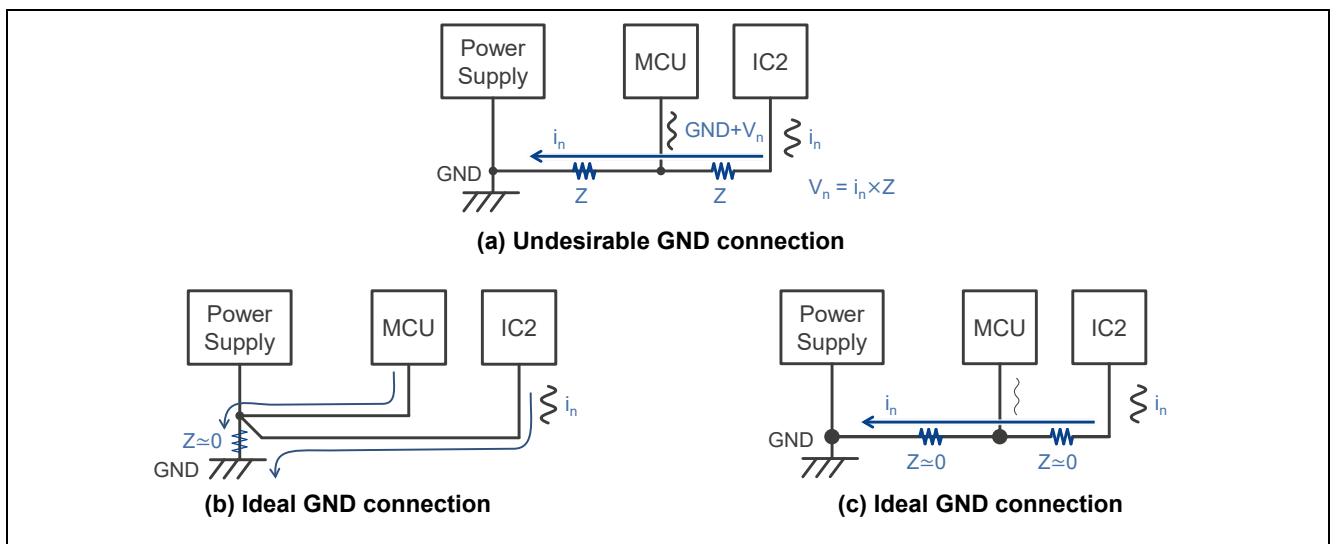 Power
Supply
MCU
IC2
iₙ
GND+Vₙ
iₙ
GND
Z
Z
Vₙ = iₙ×Z
(a) Undesirable GND connection
Power
Supply
MCU
IC2
iₙ
Z≃0
GND
(b) Ideal GND connection
Power
Supply
MCU
IC2
iₙ
iₙ
GND
Z≃0
Z≃0
(c) Ideal GND connection